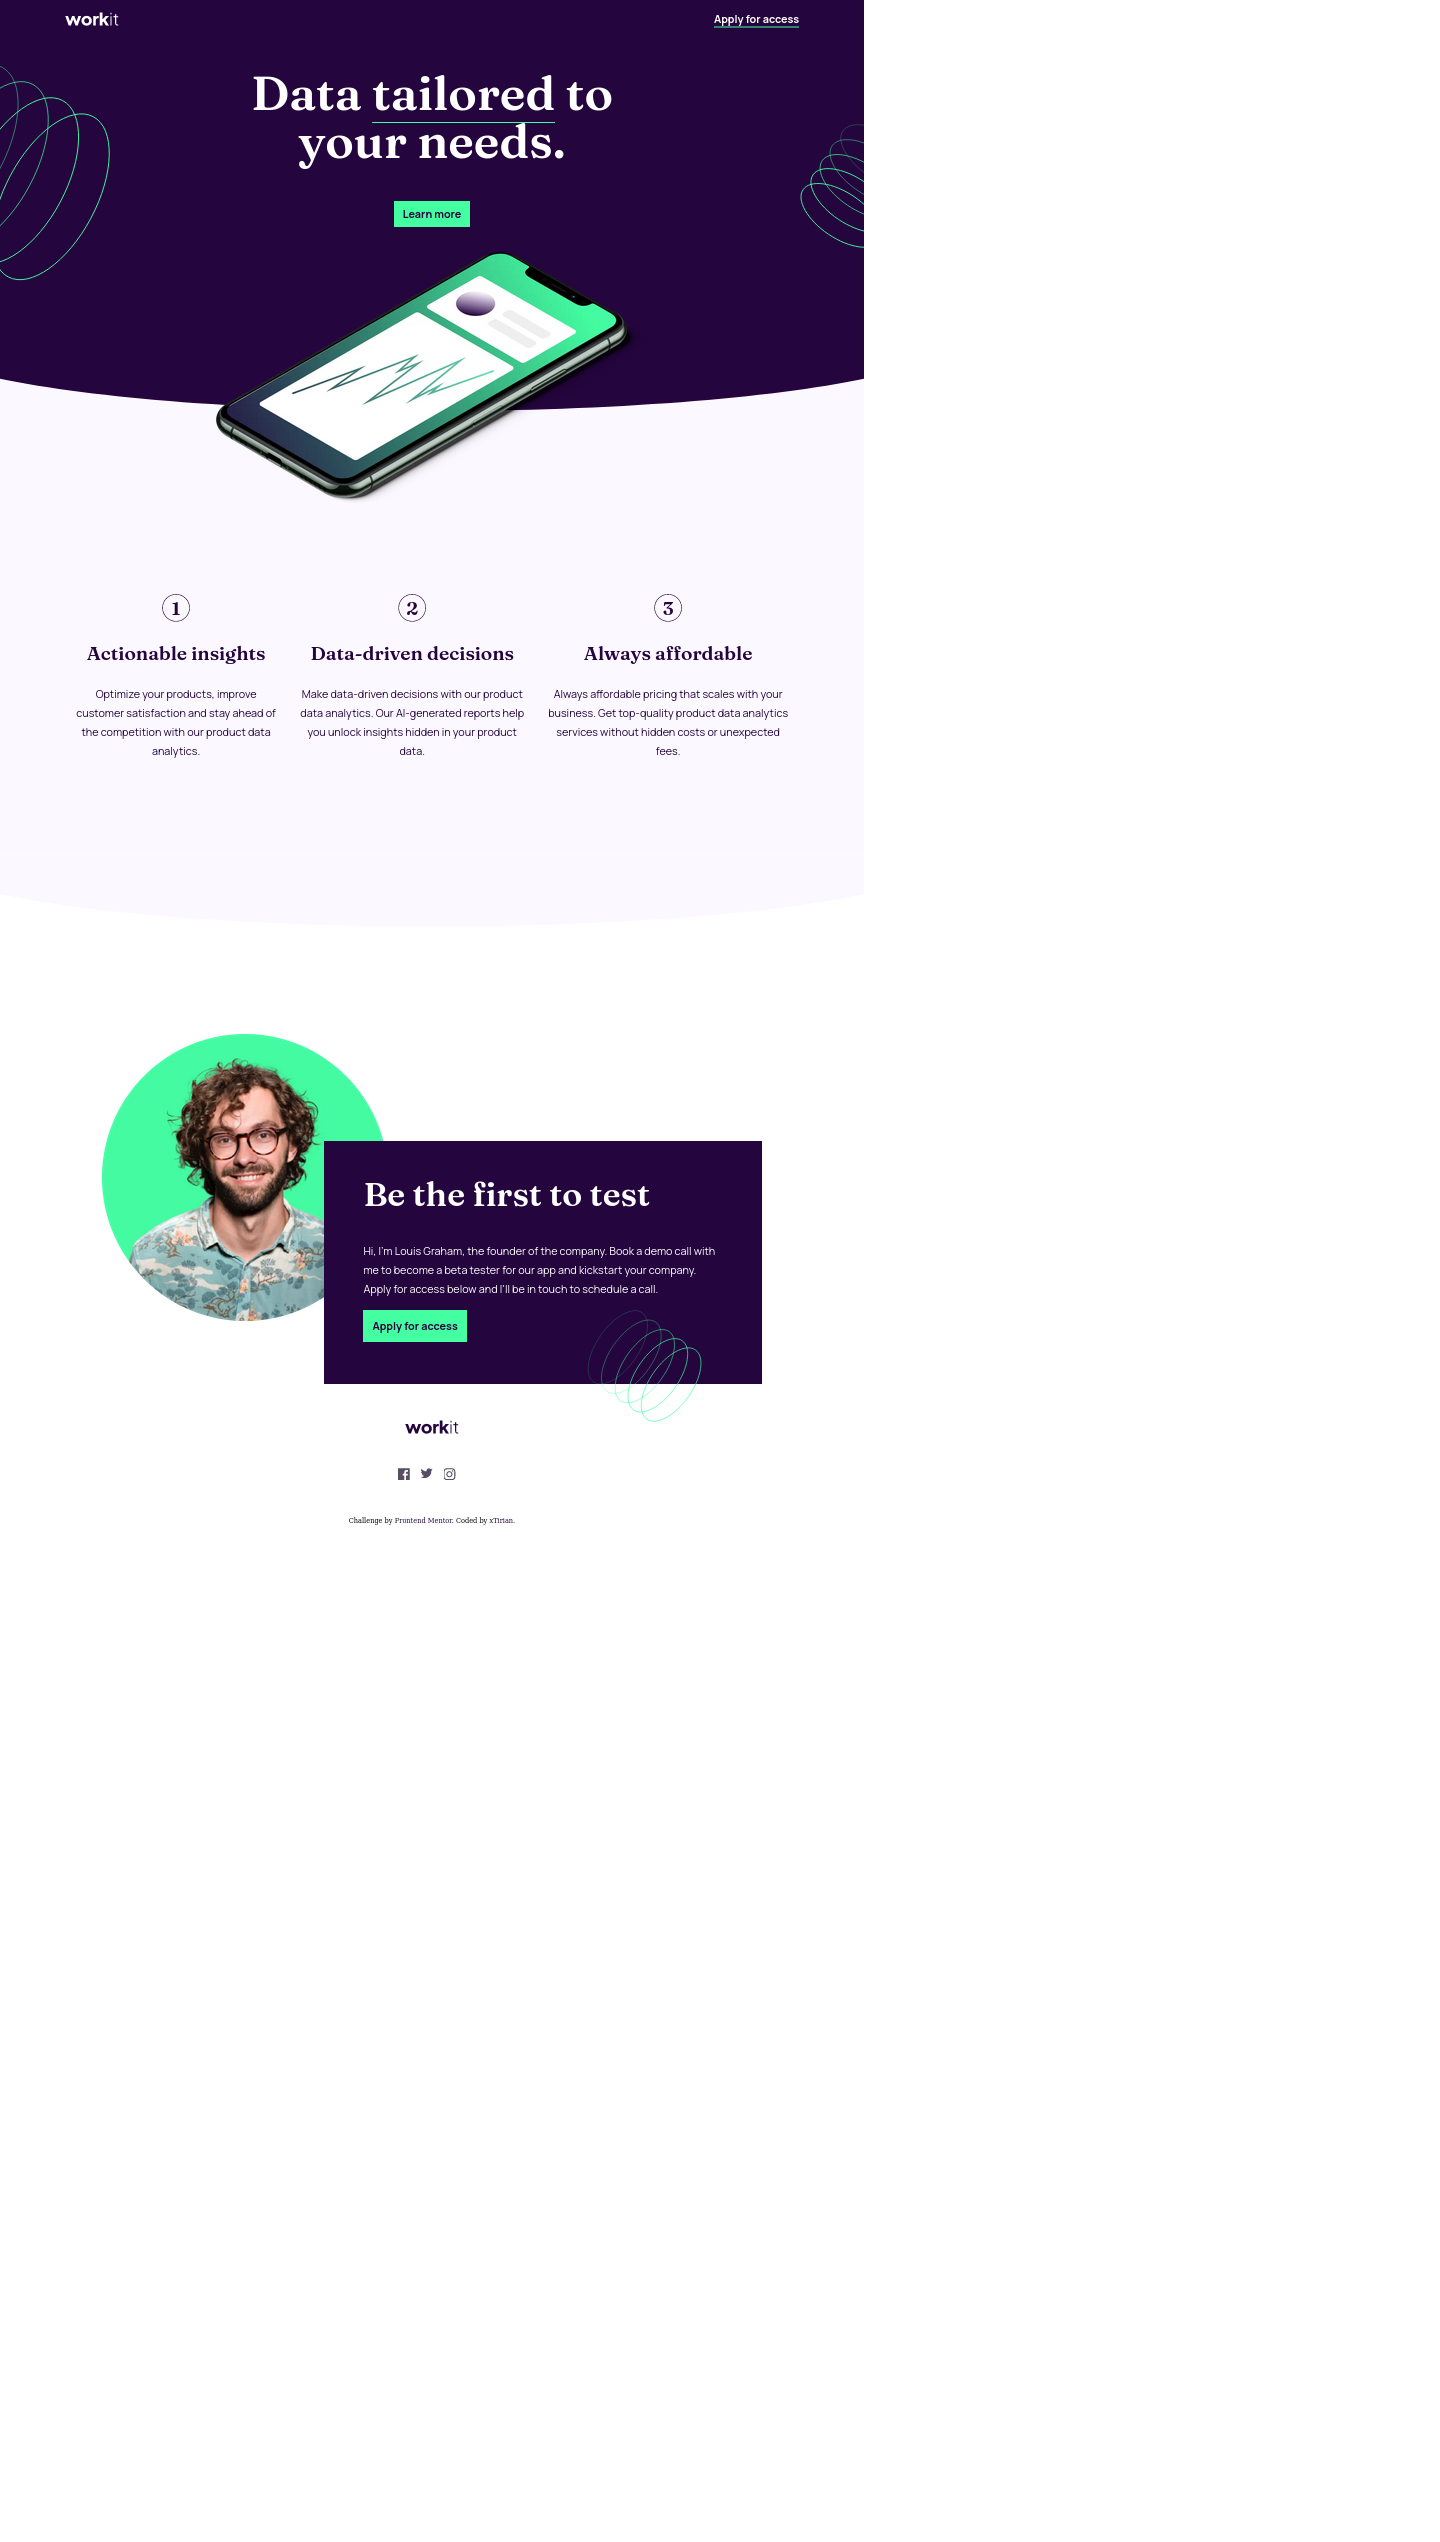 workit
Apply for access
Data tailored to
your needs.
Learn more
1
Actionable insights
Optimize your products, improve
customer satisfaction and stay ahead of
the competition with our product data
analytics.
2
Data-driven decisions
Make data-driven decisions with our product
data analytics. Our AI-generated reports help
you unlock insights hidden in your product
data.
3
Always affordable
Always affordable pricing that scales with your
business. Get top-quality product data analytics
services without hidden costs or unexpected
fees.
Be the first to test
Hi, I'm Louis Graham, the founder of the company. Book a demo call with
me to become a beta tester for our app and kickstart your company.
Apply for access below and I'll be in touch to schedule a call.
Apply for access
workit
Challenge by Frontend Mentor. Coded by xTirian.